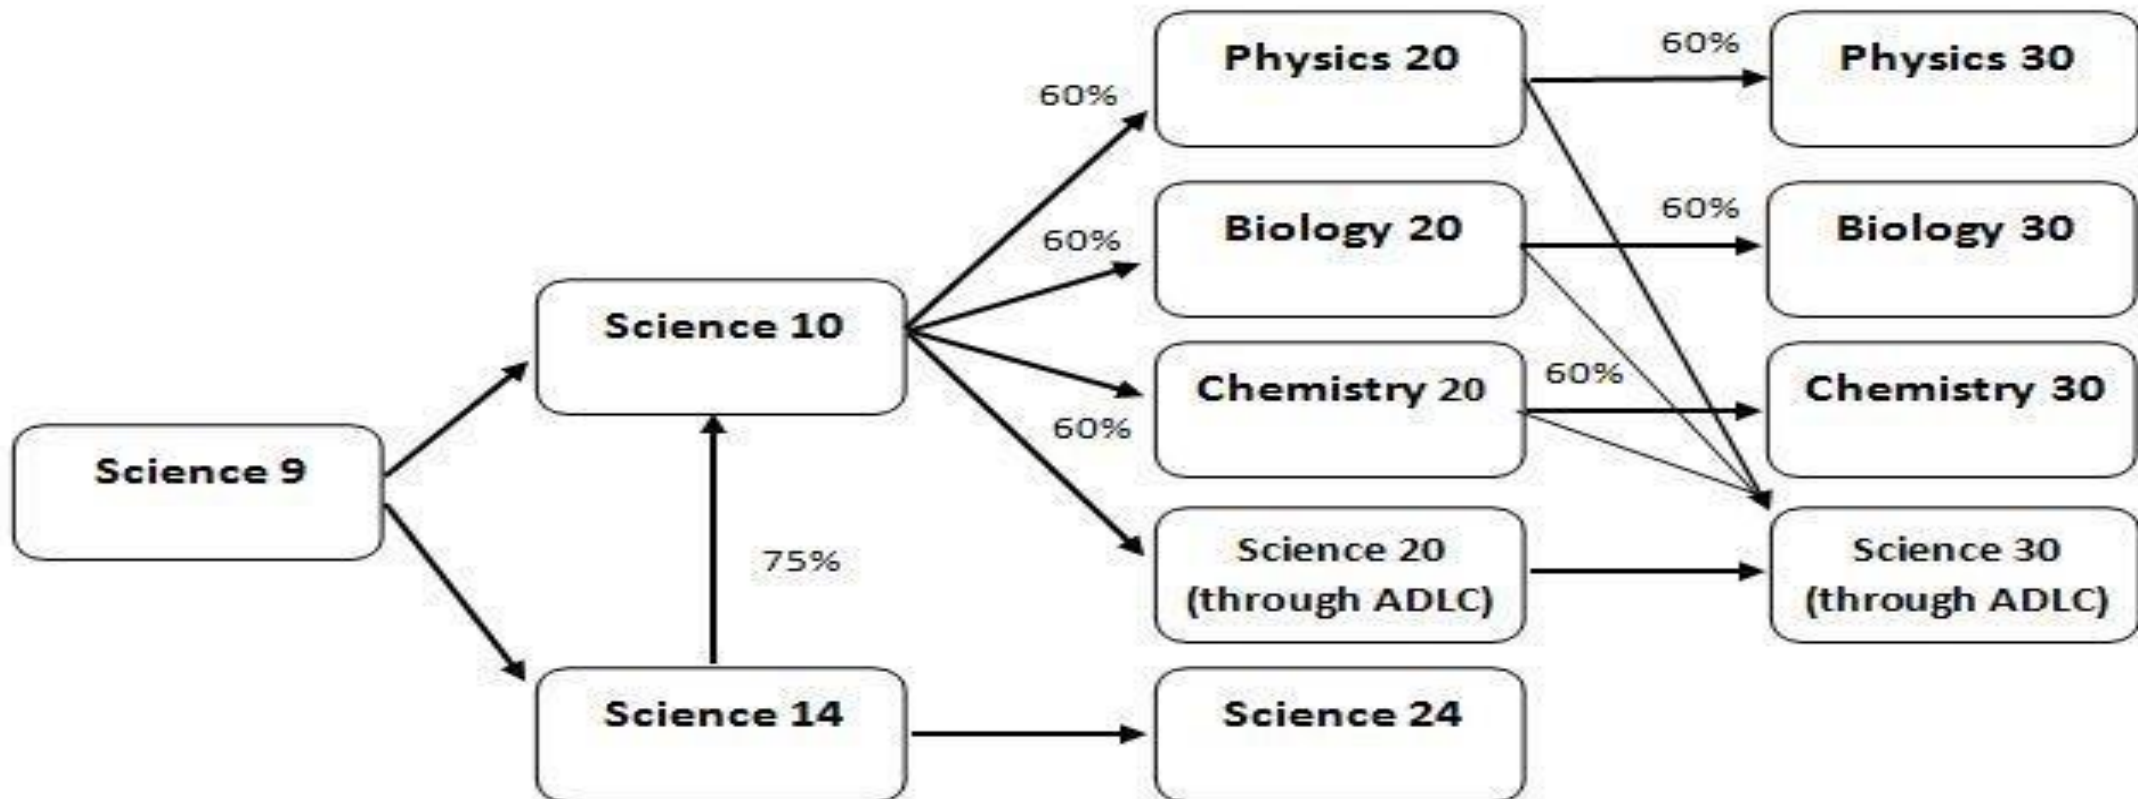 Physics 20
60%
Physics 30
60%
Biology 20
60%
Biology 30
60%
Science 10
Chemistry 20
60%
Chemistry 30
60%
Science 9
Science 20
(through ADLC)
Science 30
(through ADLC)
75%
Science 14
Science 24